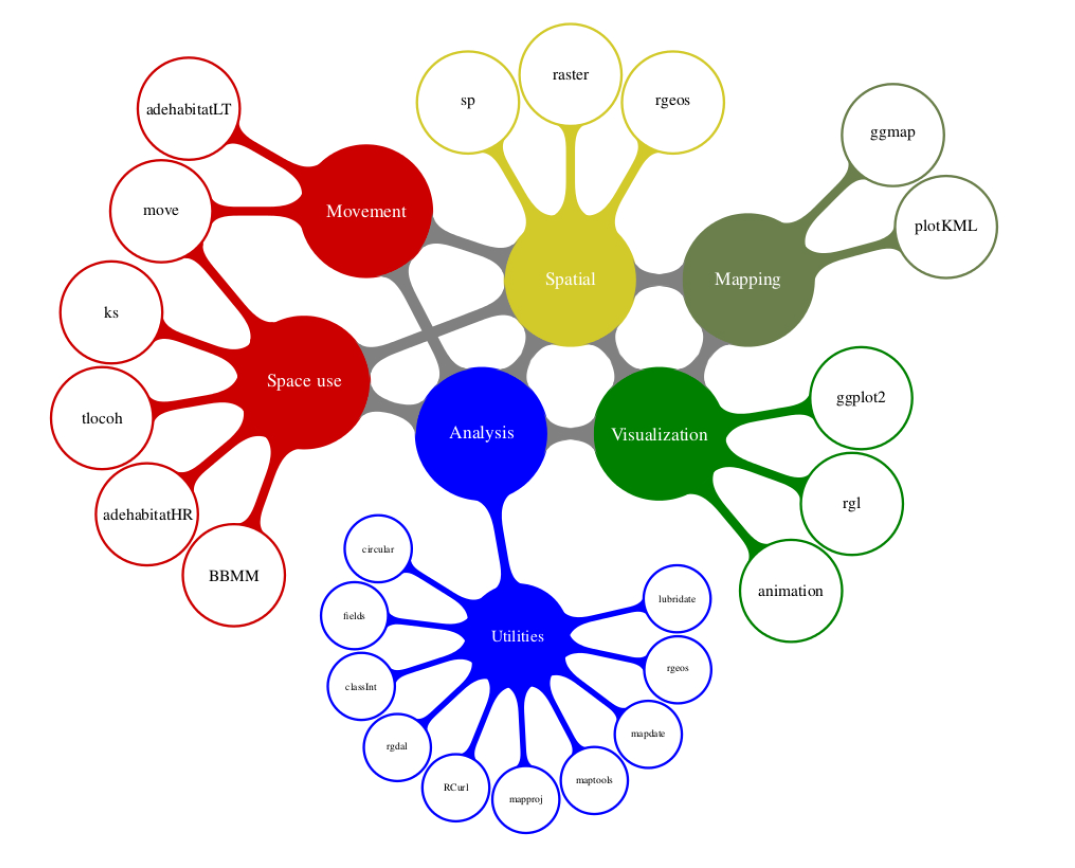 raster
sp
rgeos
adehabitatLT
ggmap
move
Movement
plotKML
Spatial
Mapping
ks
Space use
ggplot2
tlocoh
Analysis
Visualization
rgl
adehabitatHR
circular
BBMM
animation
lubridate
fields
Utilities
rgeos
classInt
mapdate
rgdal
maptools
RCurl
mapproj